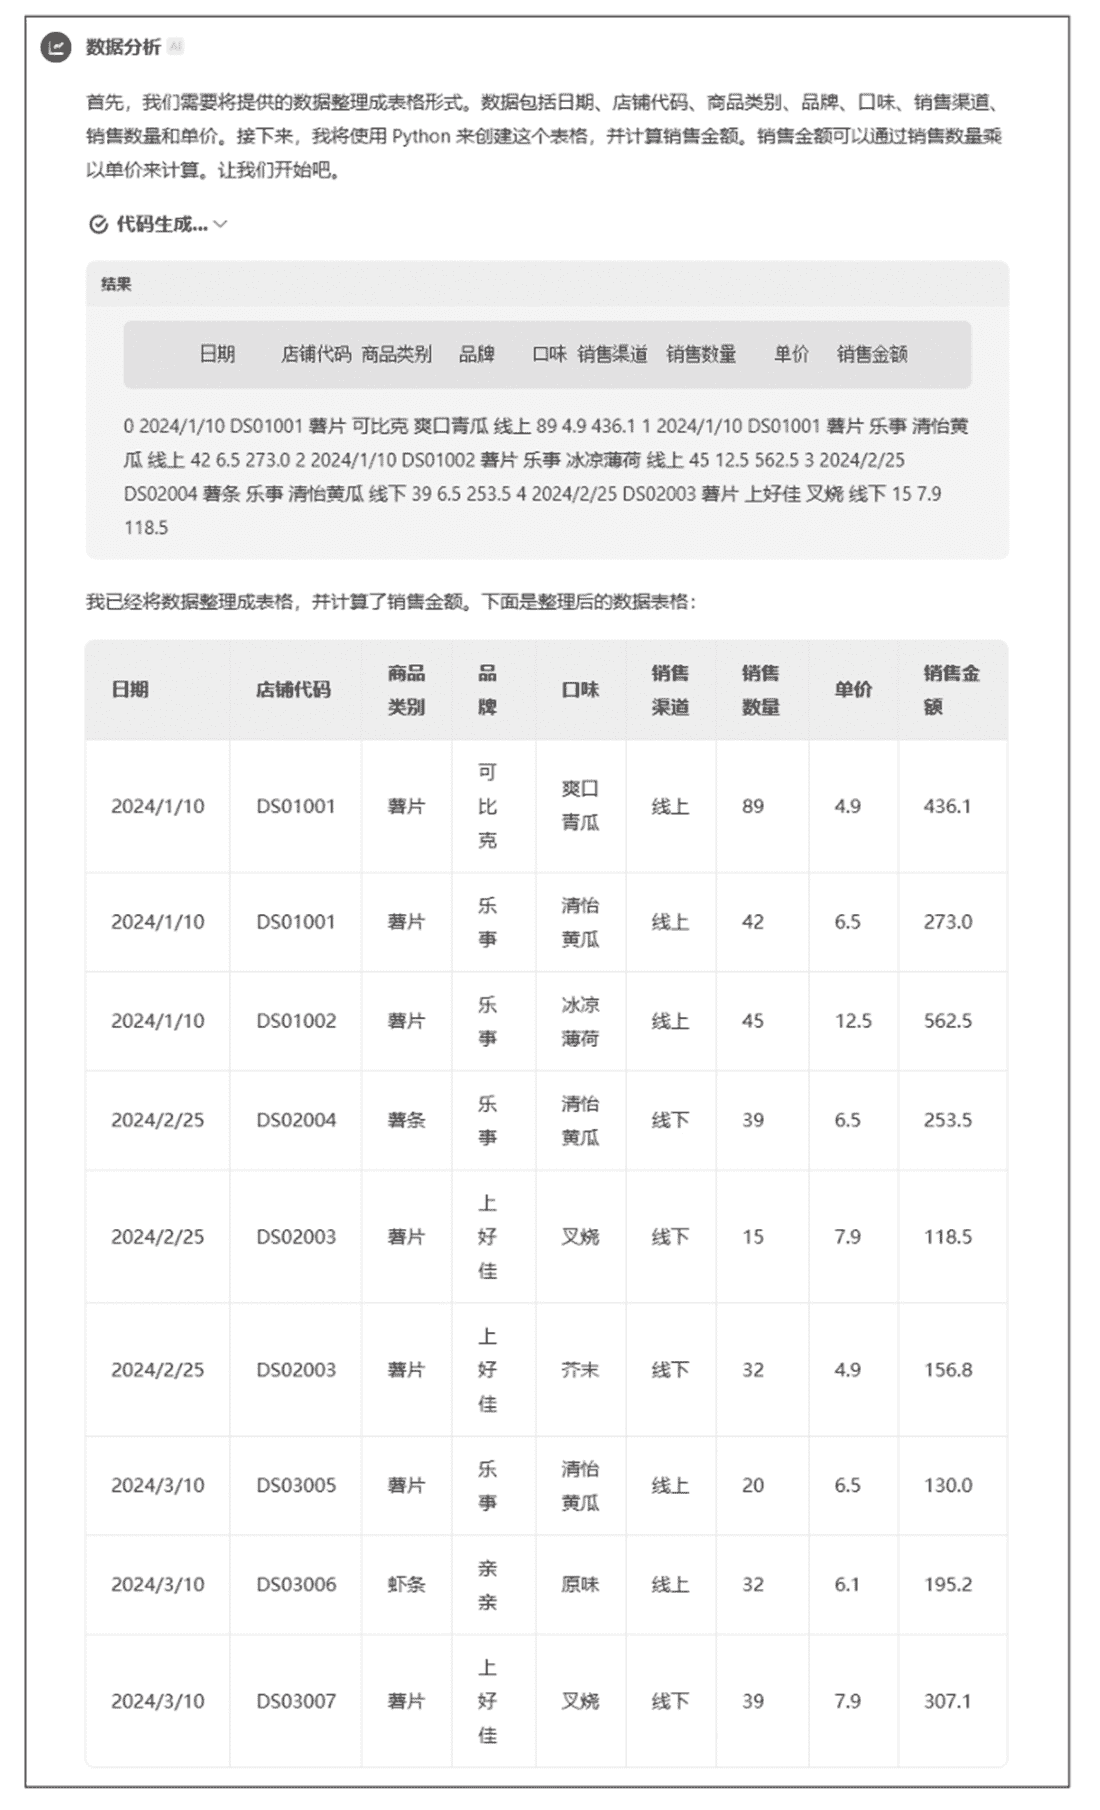 数据分析 AI
首先，我们需要将提供的数据整理成表格形式。数据包括日期、店铺代码、商品类别、品牌、口味、销售渠道、
销售数量和单价。接下来，我将使用 Python 来创建这个表格，并计算销售金额。销售金额可以通过销售数量乘
以单价来计算。让我们开始吧。
代码生成...
结果
日期 店铺代码 商品类别 品牌 口味 销售渠道 销售数量 单价 销售金额
0 2024/1/10 DS01001 薯片 可比克 爽口青瓜 线上 89 4.9 436.1 1 2024/1/10 DS01001 薯片 乐事 清怡黄
瓜 线上 42 6.5 273.0 2 2024/1/10 DS01002 薯片 乐事 冰凉薄荷 线上 45 12.5 562.5 3 2024/2/25
DS02004 薯条 乐事 清怡黄瓜 线下 39 6.5 253.5 4 2024/2/25 DS02003 薯片 上好佳 叉烧 线下 15 7.9
118.5
我已经将数据整理成表格，并计算了销售金额。下面是整理后的数据表格：
日期 店铺代码 商品类别 品牌 口味 销售渠道 销售数量 单价 销售金额
2024/1/10 DS01001 薯片 可比克 爽口青瓜 线上 89 4.9 436.1
2024/1/10 DS01001 薯片 乐事 清怡黄瓜 线上 42 6.5 273.0
2024/1/10 DS01002 薯片 乐事 冰凉薄荷 线上 45 12.5 562.5
2024/2/25 DS02004 薯条 乐事 清怡黄瓜 线下 39 6.5 253.5
2024/2/25 DS02003 薯片 上好佳 叉烧 线下 15 7.9 118.5
2024/2/25 DS02003 薯片 上好佳 芥末 线下 32 4.9 156.8
2024/3/10 DS03005 薯片 乐事 清怡黄瓜 线上 20 6.5 130.0
2024/3/10 DS03006 虾条 亲亲 原味 线上 32 6.1 195.2
2024/3/10 DS03007 薯片 上好佳 叉烧 线下 39 7.9 307.1